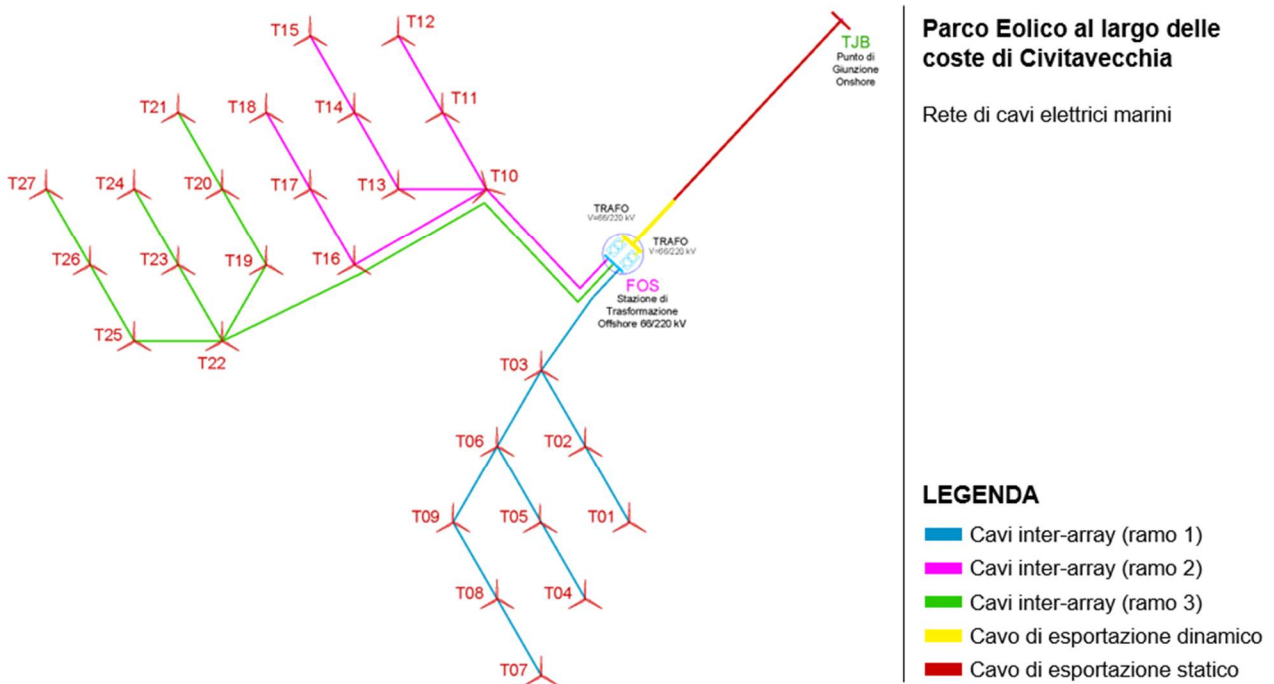 T15
T12
T21
T18
T14
T11
T27
T24
T20
T17
T13
T10
T26
T23
T19
T16
T25
T22
TJB
Punto di
Giunzione
Onshore
TRAFO
V=66/220 kV
TRAFO
V=66/220 kV
FOS
Stazione di
Trasformazione
Offshore 66/220 kV
T03
T06
T02
T09
T05
T01
T08
T04
T07
Parco Eolico al largo delle
coste di Civitavecchia
Rete di cavi elettrici marini
LEGENDA
Cavi inter-array (ramo 1)
Cavi inter-array (ramo 2)
Cavi inter-array (ramo 3)
Cavo di esportazione dinamico
Cavo di esportazione statico